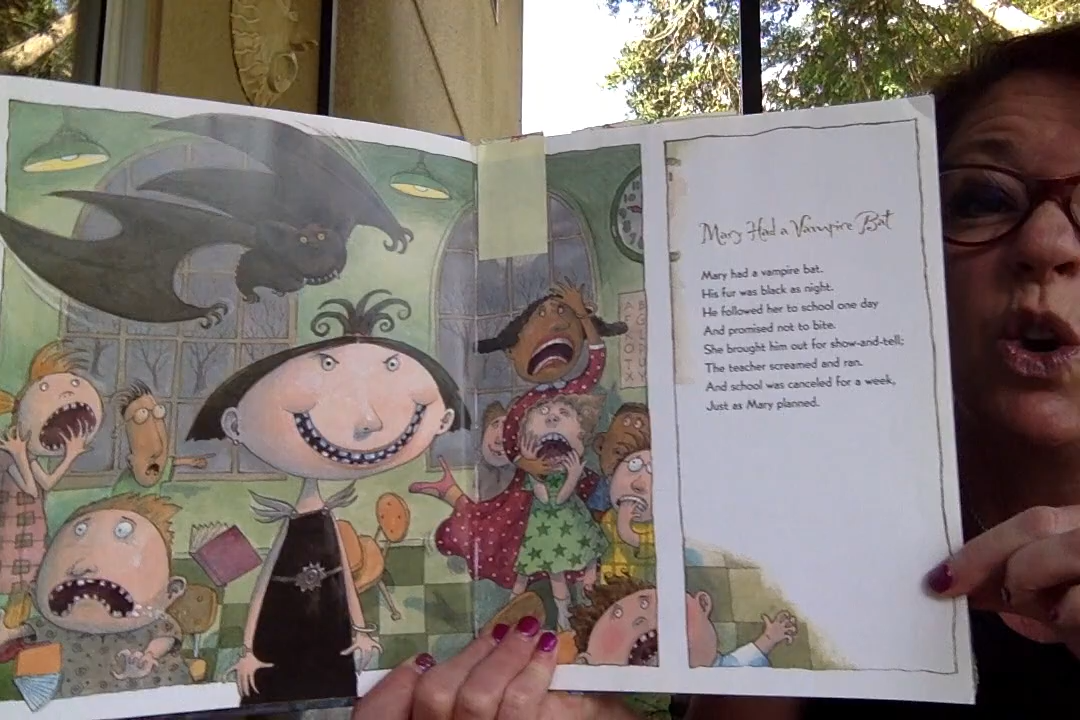 Mary Had a Vampire Bat
Mary had a vampire bat.
His fur was black as night.
He followed her to school one day
And promised not to bite.
She brought him out for show-and-tell;
The teacher screamed and ran.
And school was canceled for a week,
Just as Mary planned.